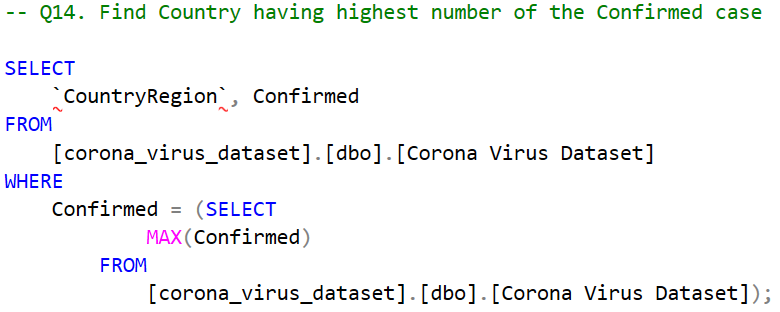 -- Q14. Find Country having highest number of the Confirmed case
SELECT
`CountryRegion`, Confirmed
FROM
[corona_virus_dataset].[dbo].[Corona Virus Dataset]
WHERE
Confirmed = (SELECT
MAX(Confirmed)
FROM
[corona_virus_dataset].[dbo].[Corona Virus Dataset]);